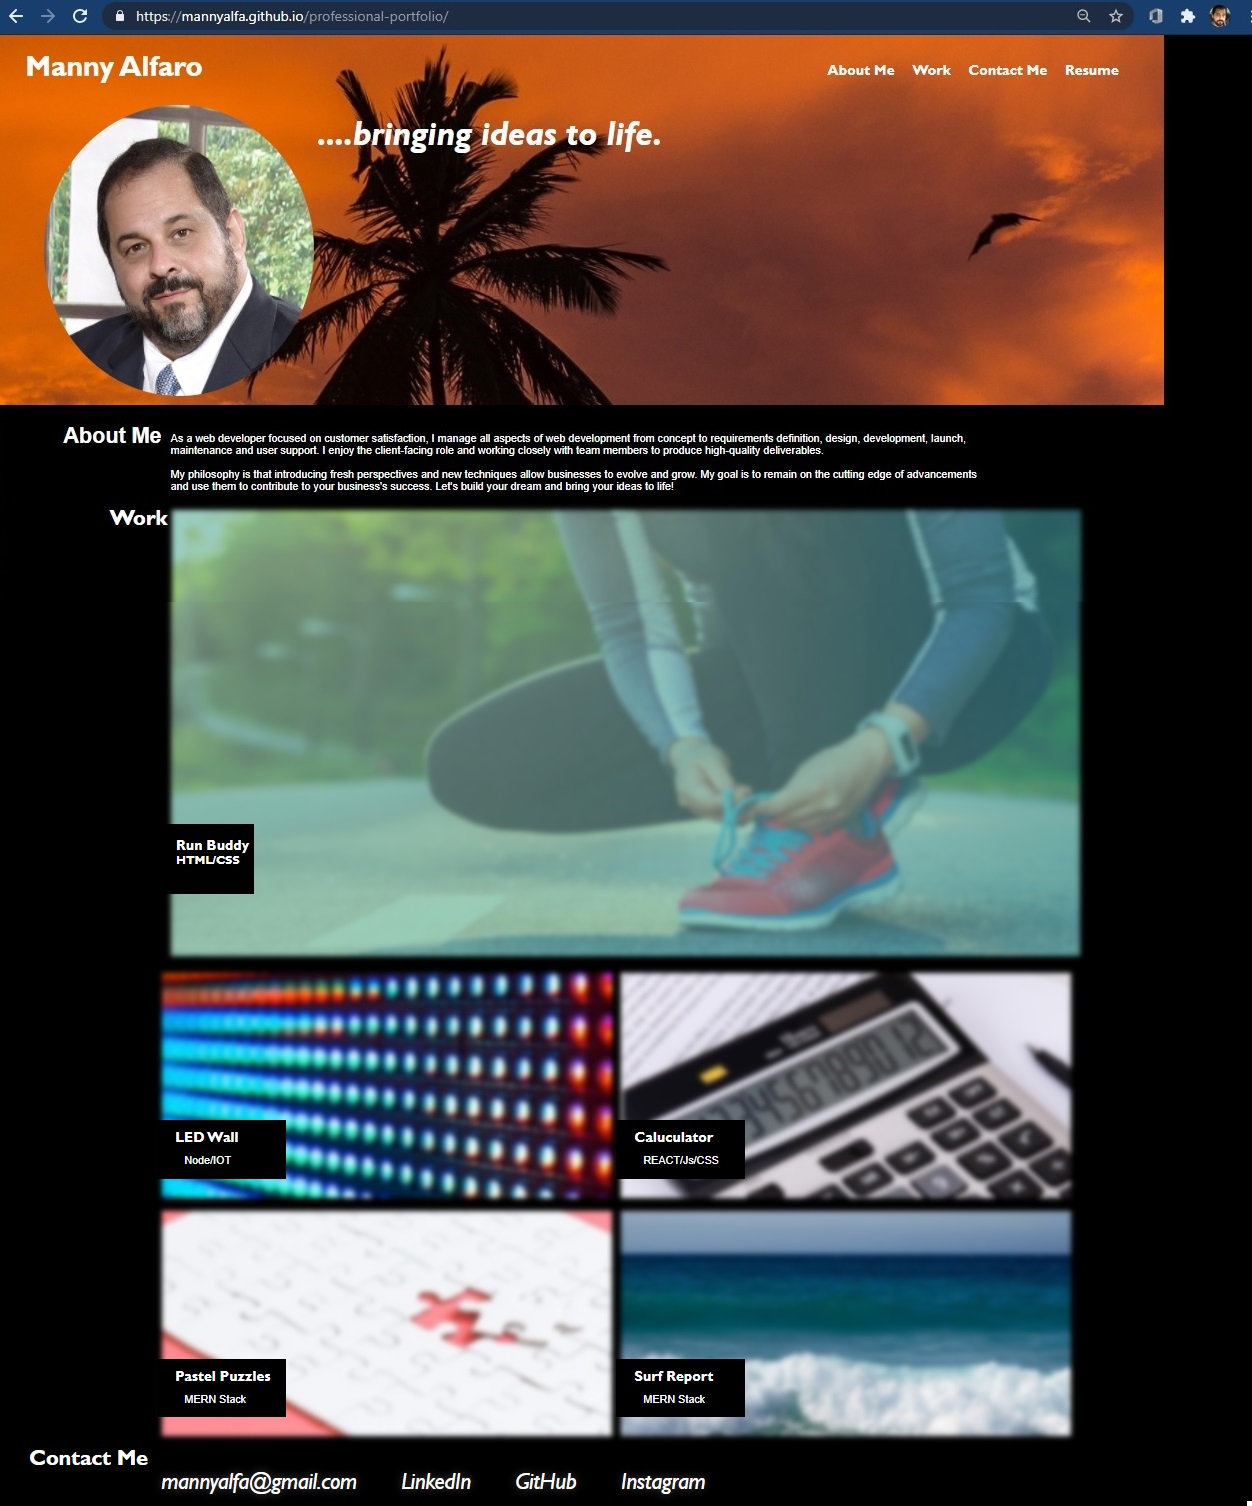 https://mannyalfa.github.io/professional-portfolio/
Manny Alfaro
About Me Work Contact Me Resume
....bringing ideas to life.
About Me
As a web developer focused on customer satisfaction, I manage all aspects of web development from concept to requirements definition, design, development, launch,
maintenance and user support. I enjoy the client-facing role and working closely with team members to produce high-quality deliverables.
My philosophy is that introducing fresh perspectives and new techniques allow businesses to evolve and grow. My goal is to remain on the cutting edge of advancements
and use them to contribute to your business's success. Let's build your dream and bring your ideas to life!
Work
Run Buddy
HTML/CSS
LED Wall
Node/IOT
Caluculator
REACT/Js/CSS
Pastel Puzzles
MERN Stack
Surf Report
MERN Stack
Contact Me
mannyalfa@gmail.com LinkedIn GitHub Instagram